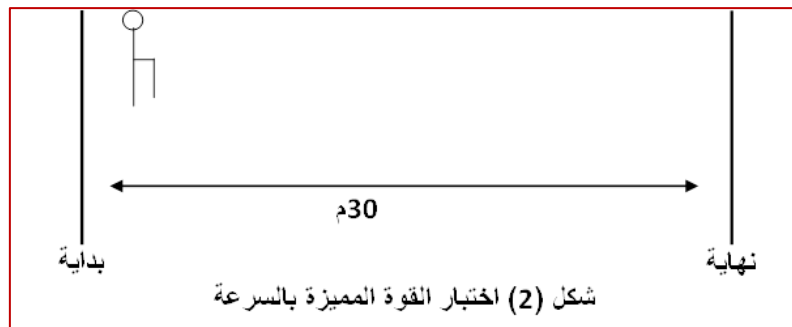 30م
بداية
نهاية
شكل (2) اختبار القوة المميزة بالسرعة